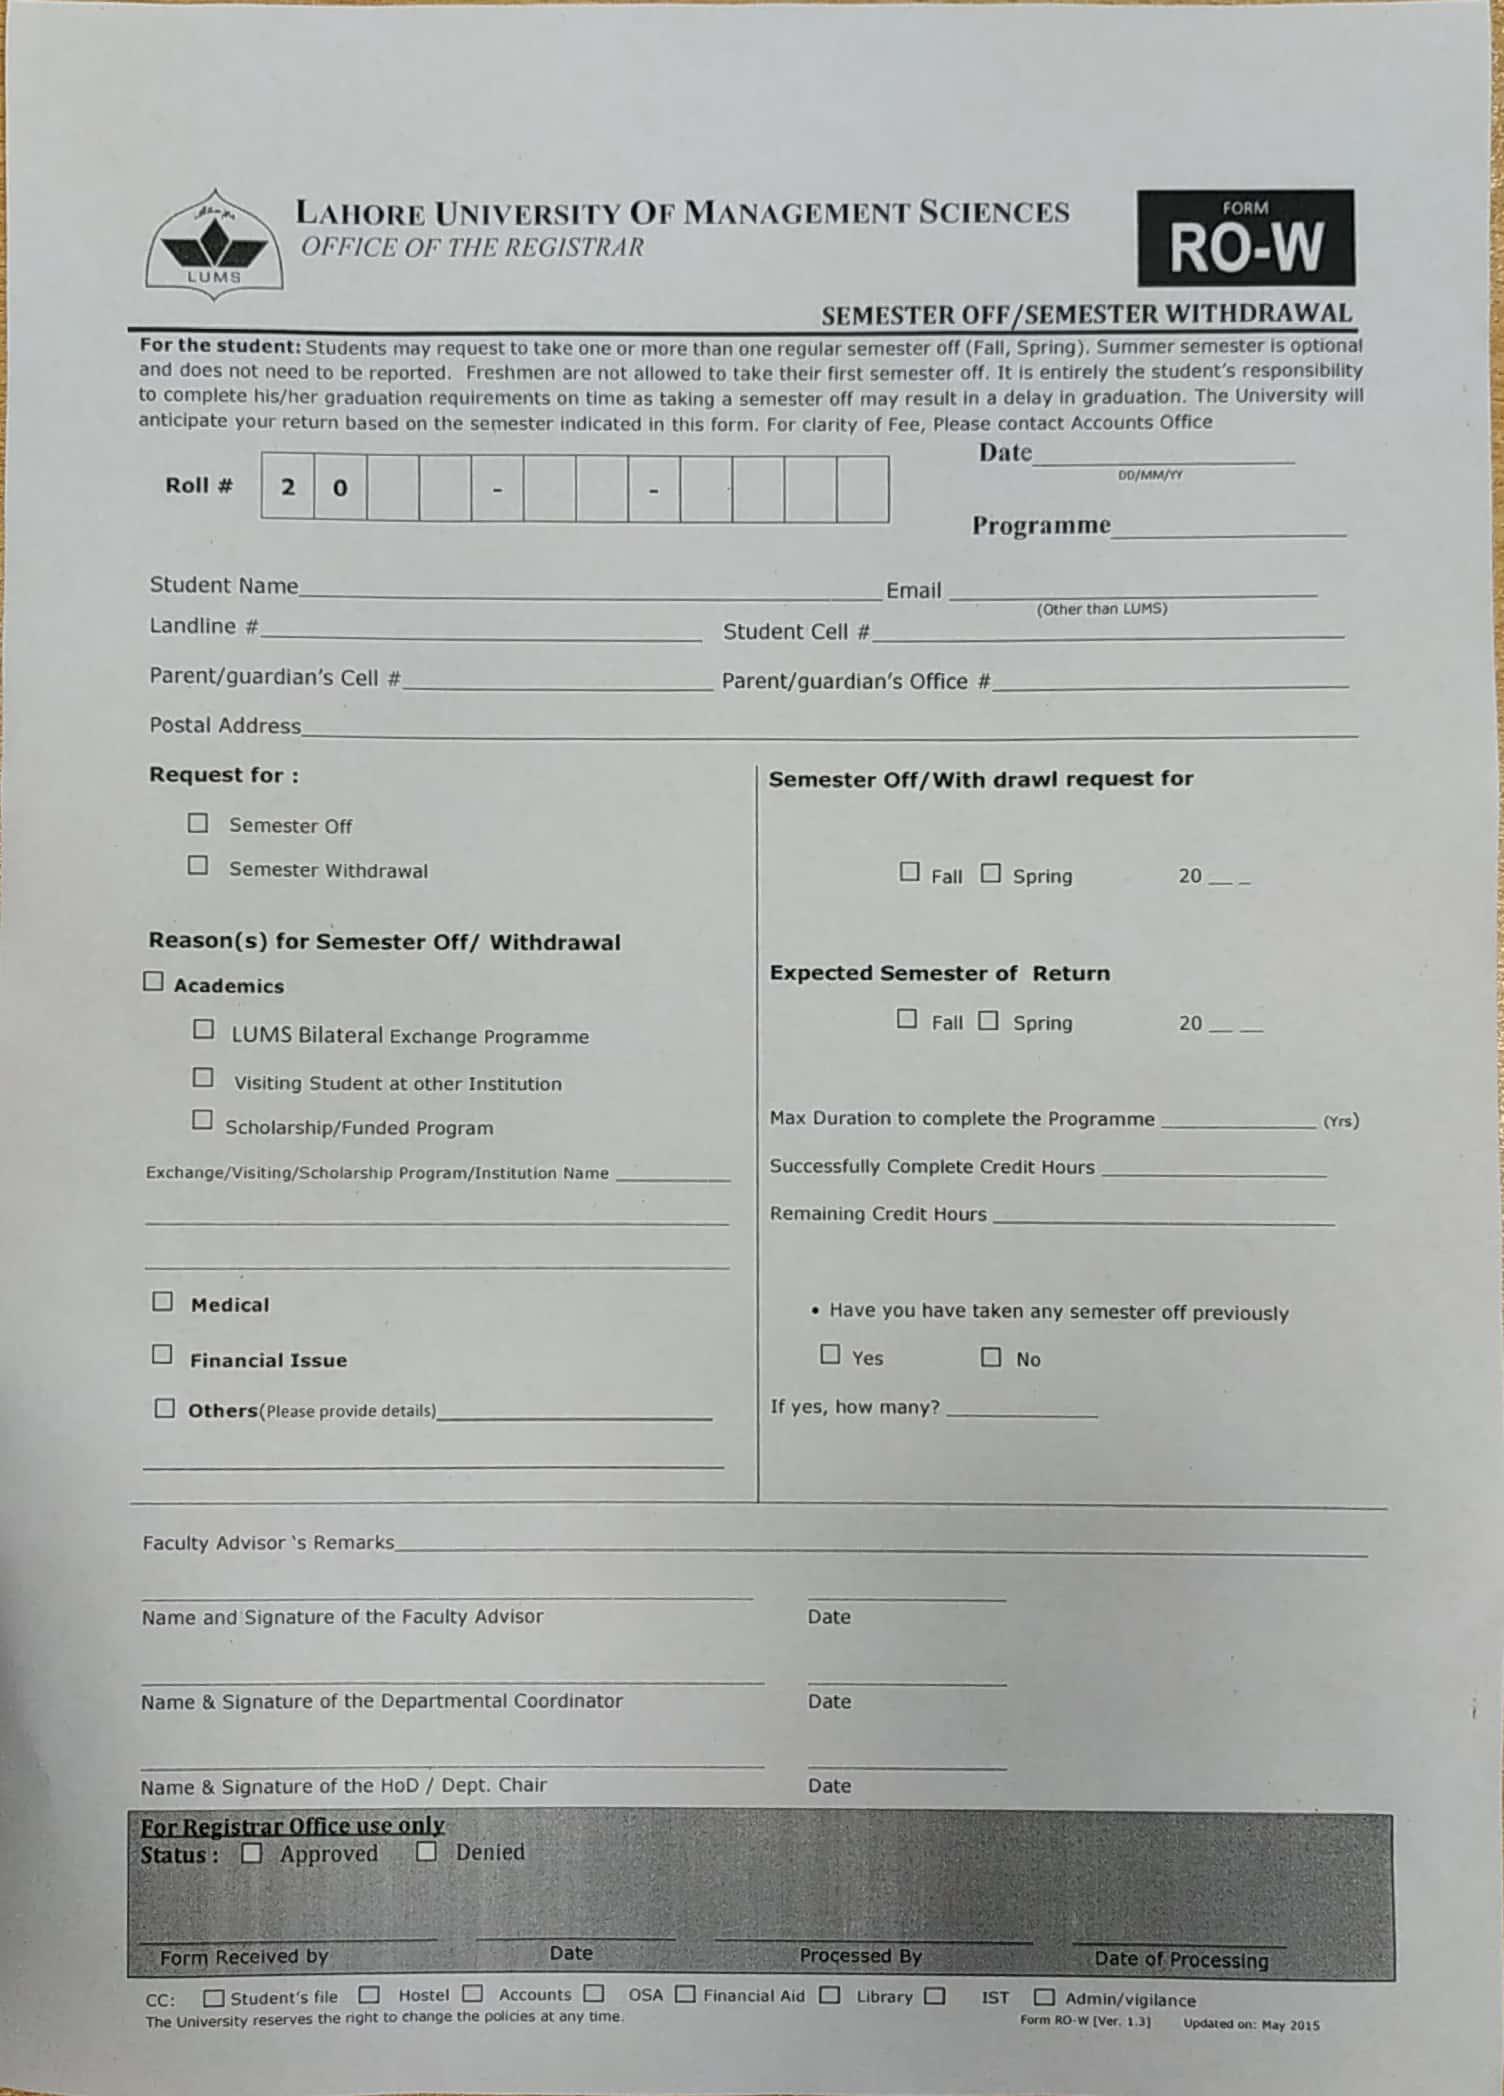 LUMS
LAHORE UNIVERSITY OF MANAGEMENT SCIENCES
OFFICE OF THE REGISTRAR
FORM
RO-W
SEMESTER OFF/SEMESTER WITHDRAWAL
For the student: Students may request to take one or more than one regular semester off (Fall, Spring). Summer semester is optional
and does not need to be reported. Freshmen are not allowed to take their first semester off. It is entirely the student's responsibility
to complete his/her graduation requirements on time as taking a semester off may result in a delay in graduation. The University will
anticipate your return based on the semester indicated in this form. For clarity of Fee, Please contact Accounts Office
Date
DD/MM/YY
Roll # 2 0 - -
Programme
Student Name Email
(Other than LUMS)
Landline # Student Cell #
Parent/guardian's Cell # Parent/guardian's Office #
Postal Address
Request for :
Semester Off
Semester Withdrawal
Reason(s) for Semester Off/ Withdrawal
Academics
LUMS Bilateral Exchange Programme
Visiting Student at other Institution
Scholarship/Funded Program
Exchange/Visiting/Scholarship Program/Institution Name
Medical
Financial Issue
Others(Please provide details)
Semester Off/With drawl request for
Fall Spring 20 __ _
Expected Semester of Return
Fall Spring 20 __ __
Max Duration to complete the Programme (Yrs)
Successfully Complete Credit Hours
Remaining Credit Hours
• Have you have taken any semester off previously
Yes No
If yes, how many?
Faculty Advisor 's Remarks
Name and Signature of the Faculty Advisor Date
Name & Signature of the Departmental Coordinator Date
Name & Signature of the HoD / Dept. Chair Date
For Registrar Office use only
Status : Approved Denied
Form Received by Date Processed By Date of Processing
CC: Student's file Hostel Accounts OSA Financial Aid Library IST Admin/vigilance
The University reserves the right to change the policies at any time.
Form RO-W [Ver. 1.3] Updated on: May 2015